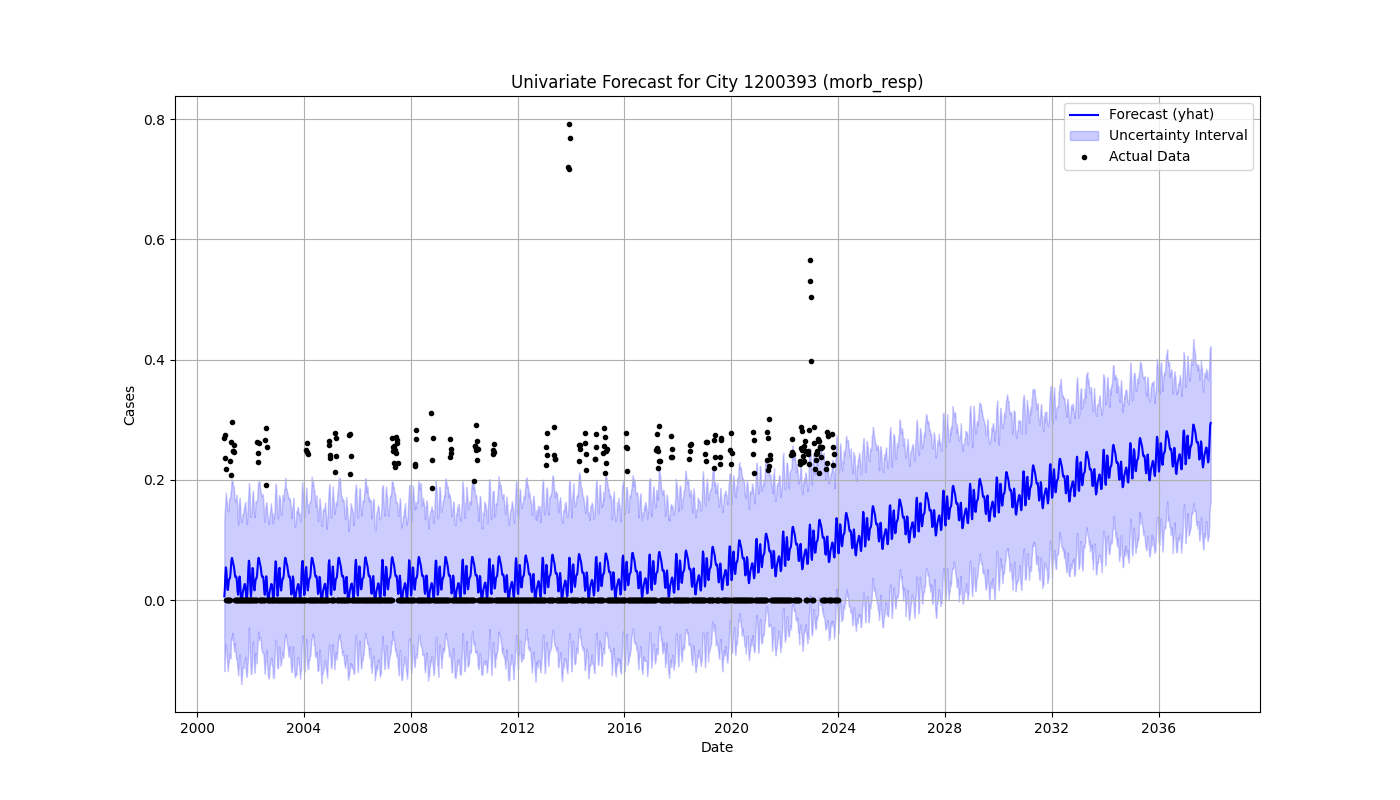 Univariate Forecast for City 1200393 (morb_resp)
Forecast (yhat)
Uncertainty Interval
Actual Data
Cases
0.8
0.6
0.4
0.2
0.0
2000 2004 2008 2012 2016 2020 2024 2028 2032 2036
Date